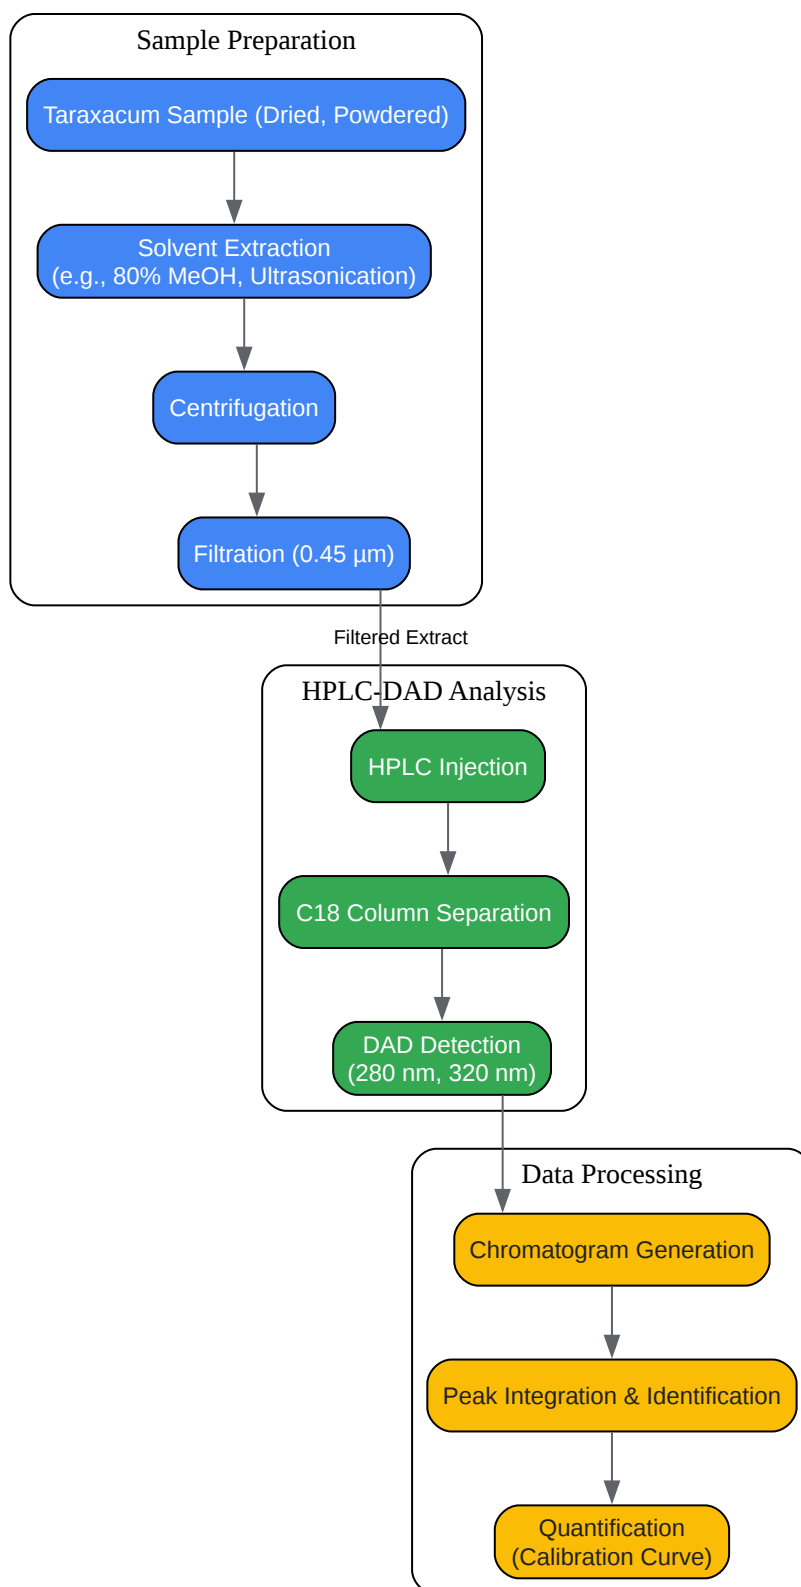 Sample Preparation
Taraxacum Sample (Dried, Powdered)
Solvent Extraction
(e.g., 80% MeOH, Ultrasonication)
Centrifugation
Filtration (0.45 µm)
Filtered Extract
HPLC-DAD Analysis
HPLC Injection
C18 Column Separation
DAD Detection
(280 nm, 320 nm)
Data Processing
Chromatogram Generation
Peak Integration & Identification
Quantification
(Calibration Curve)